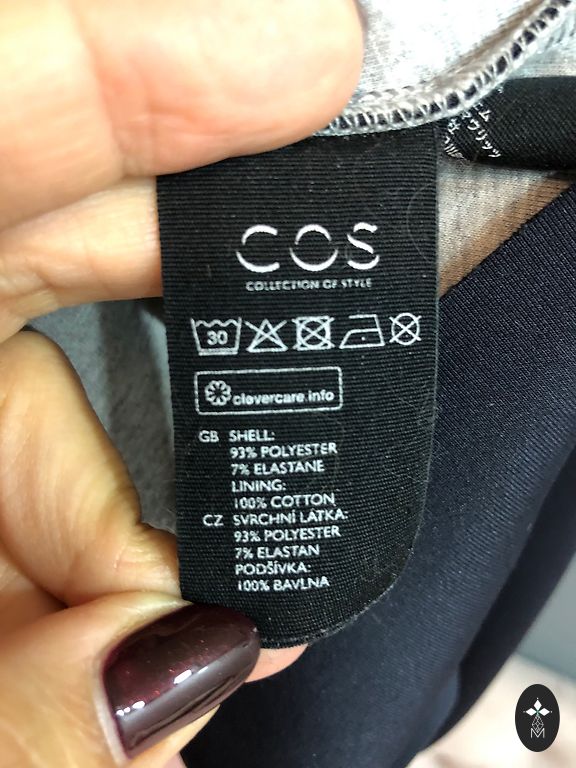 COS
COLLECTION OF STYLE
30
clevercare.info
GB SHELL:
93% POLYESTER
7% ELASTANE
LINING:
100% COTTON
CZ SVRCHNÍ LÁTKA:
93% POLYESTER
7% ELASTAN
PODŠÍVKA:
100% BAVLNA